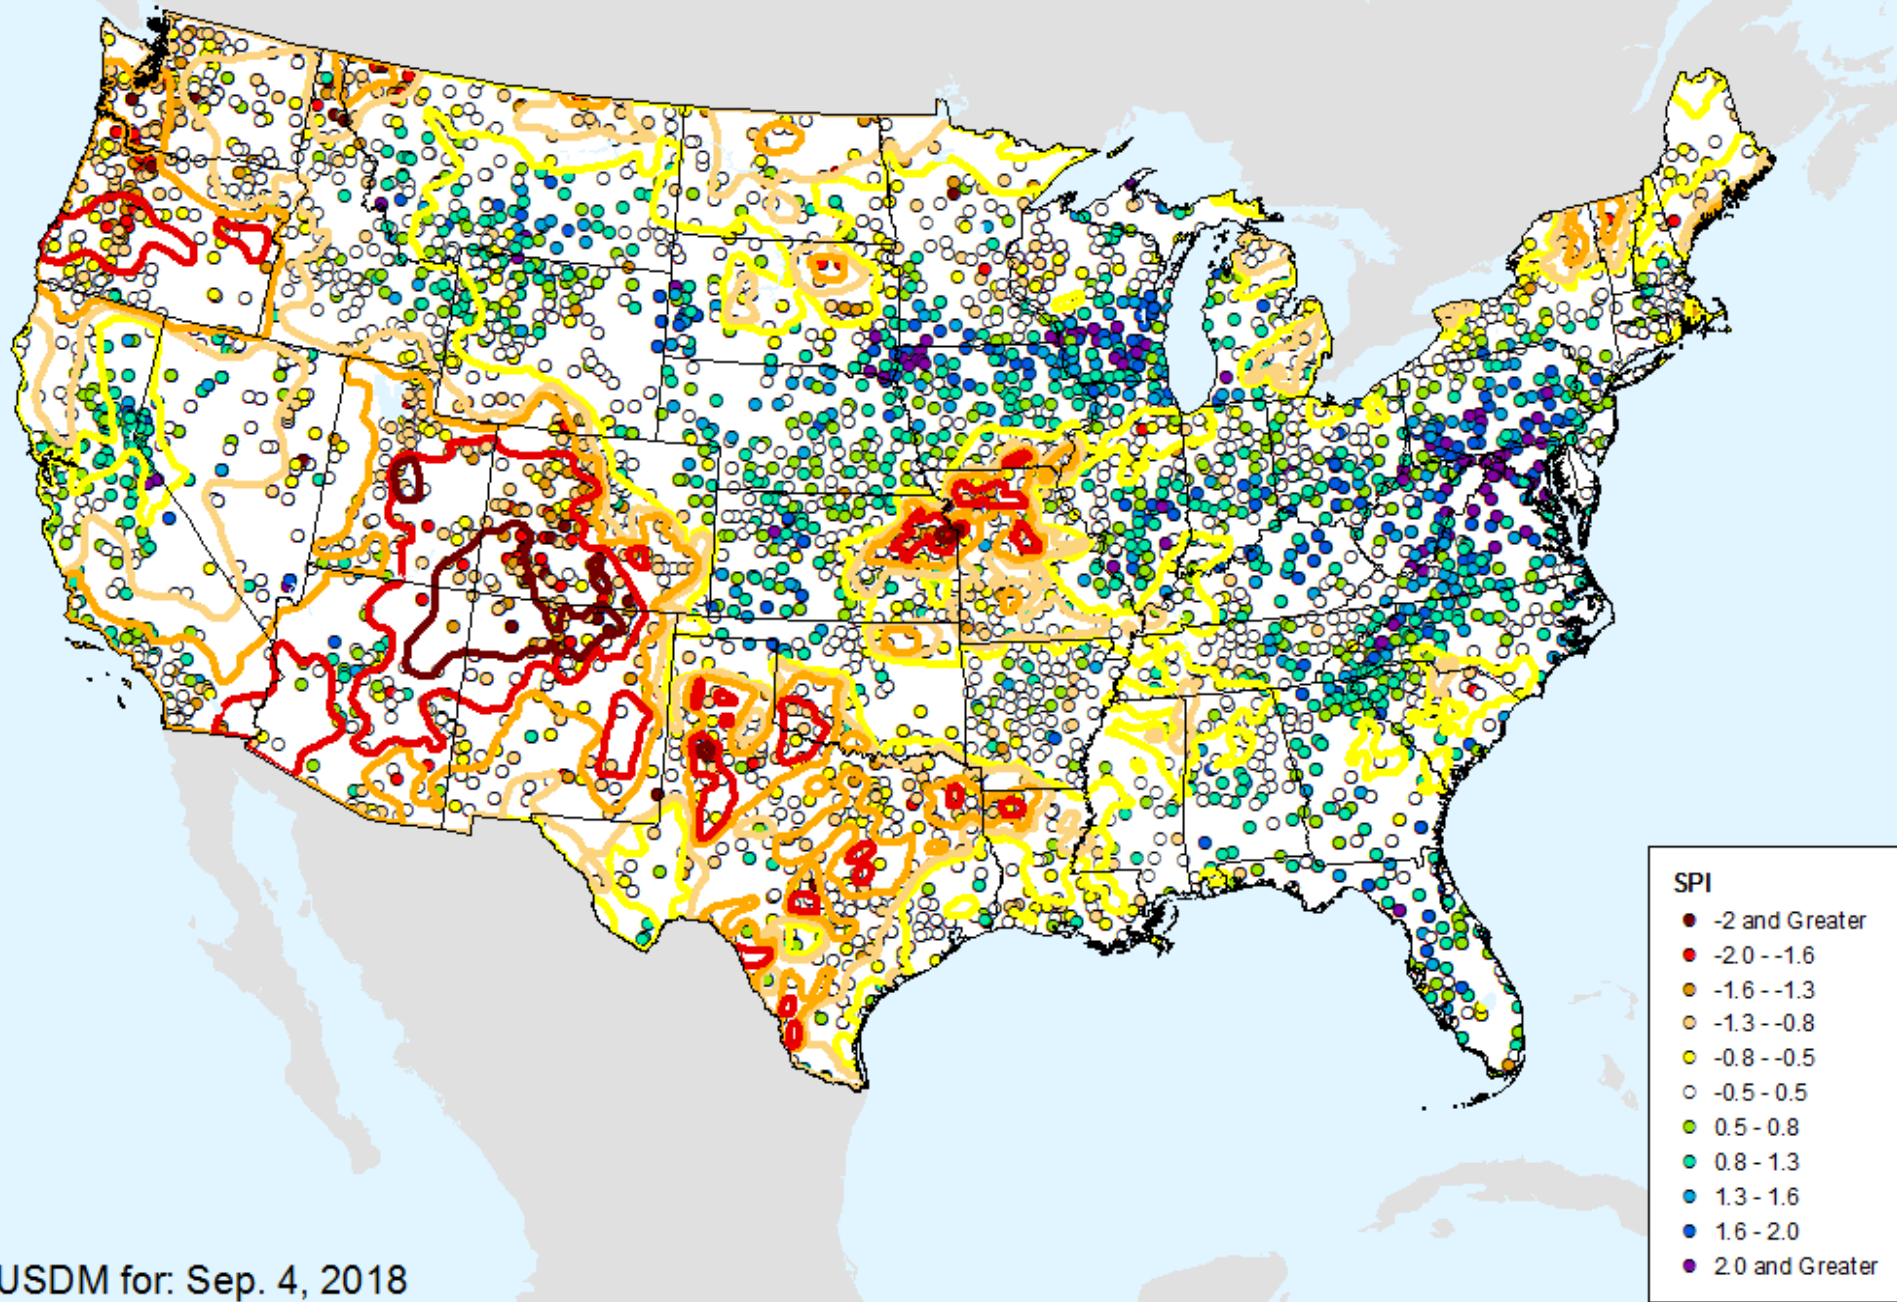 SPI
-2 and Greater
-2.0 - -1.6
-1.6 - -1.3
-1.3 - -0.8
-0.8 - -0.5
-0.5 - 0.5
0.5 - 0.8
0.8 - 1.3
1.3 - 1.6
1.6 - 2.0
2.0 and Greater
USDM for: Sep. 4, 2018